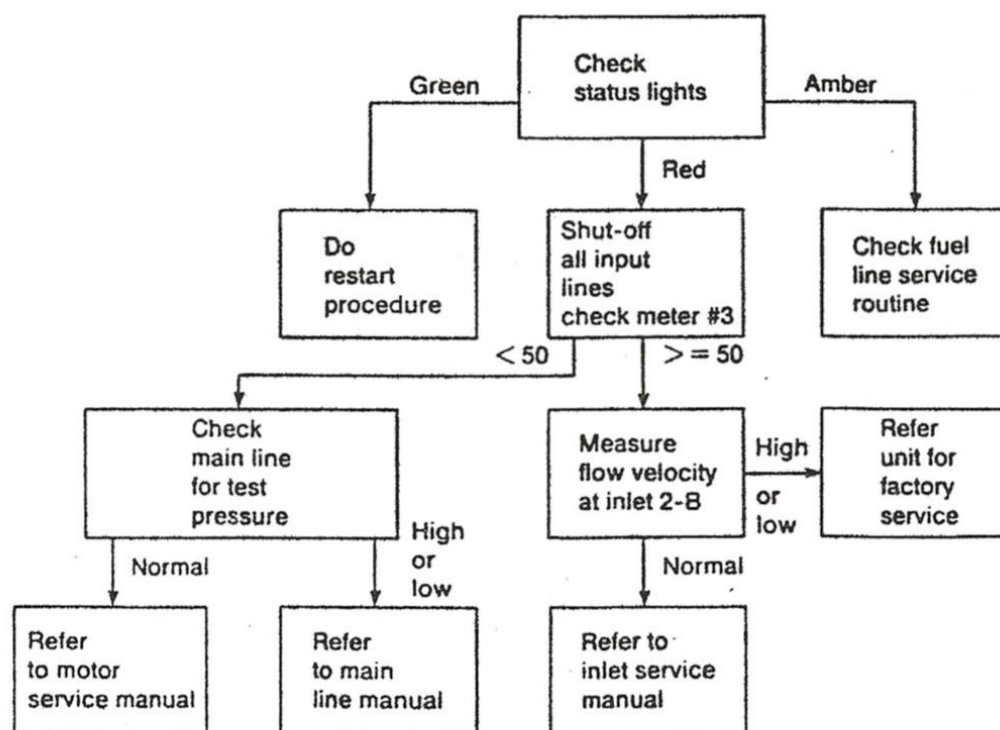 Check
status lights
Green
Amber
Red
Do
restart
procedure
Shut-off
all input
lines
check meter #3
Check fuel
line service
routine
< 50
> = 50
Check
main line
for test
pressure
Measure
flow velocity
at inlet 2-8
High
or
low
Refer
unit for
factory
service
Normal
High
or
low
Normal
Refer
to motor
service manual
Refer
to main
line manual
Refer to
inlet service
manual